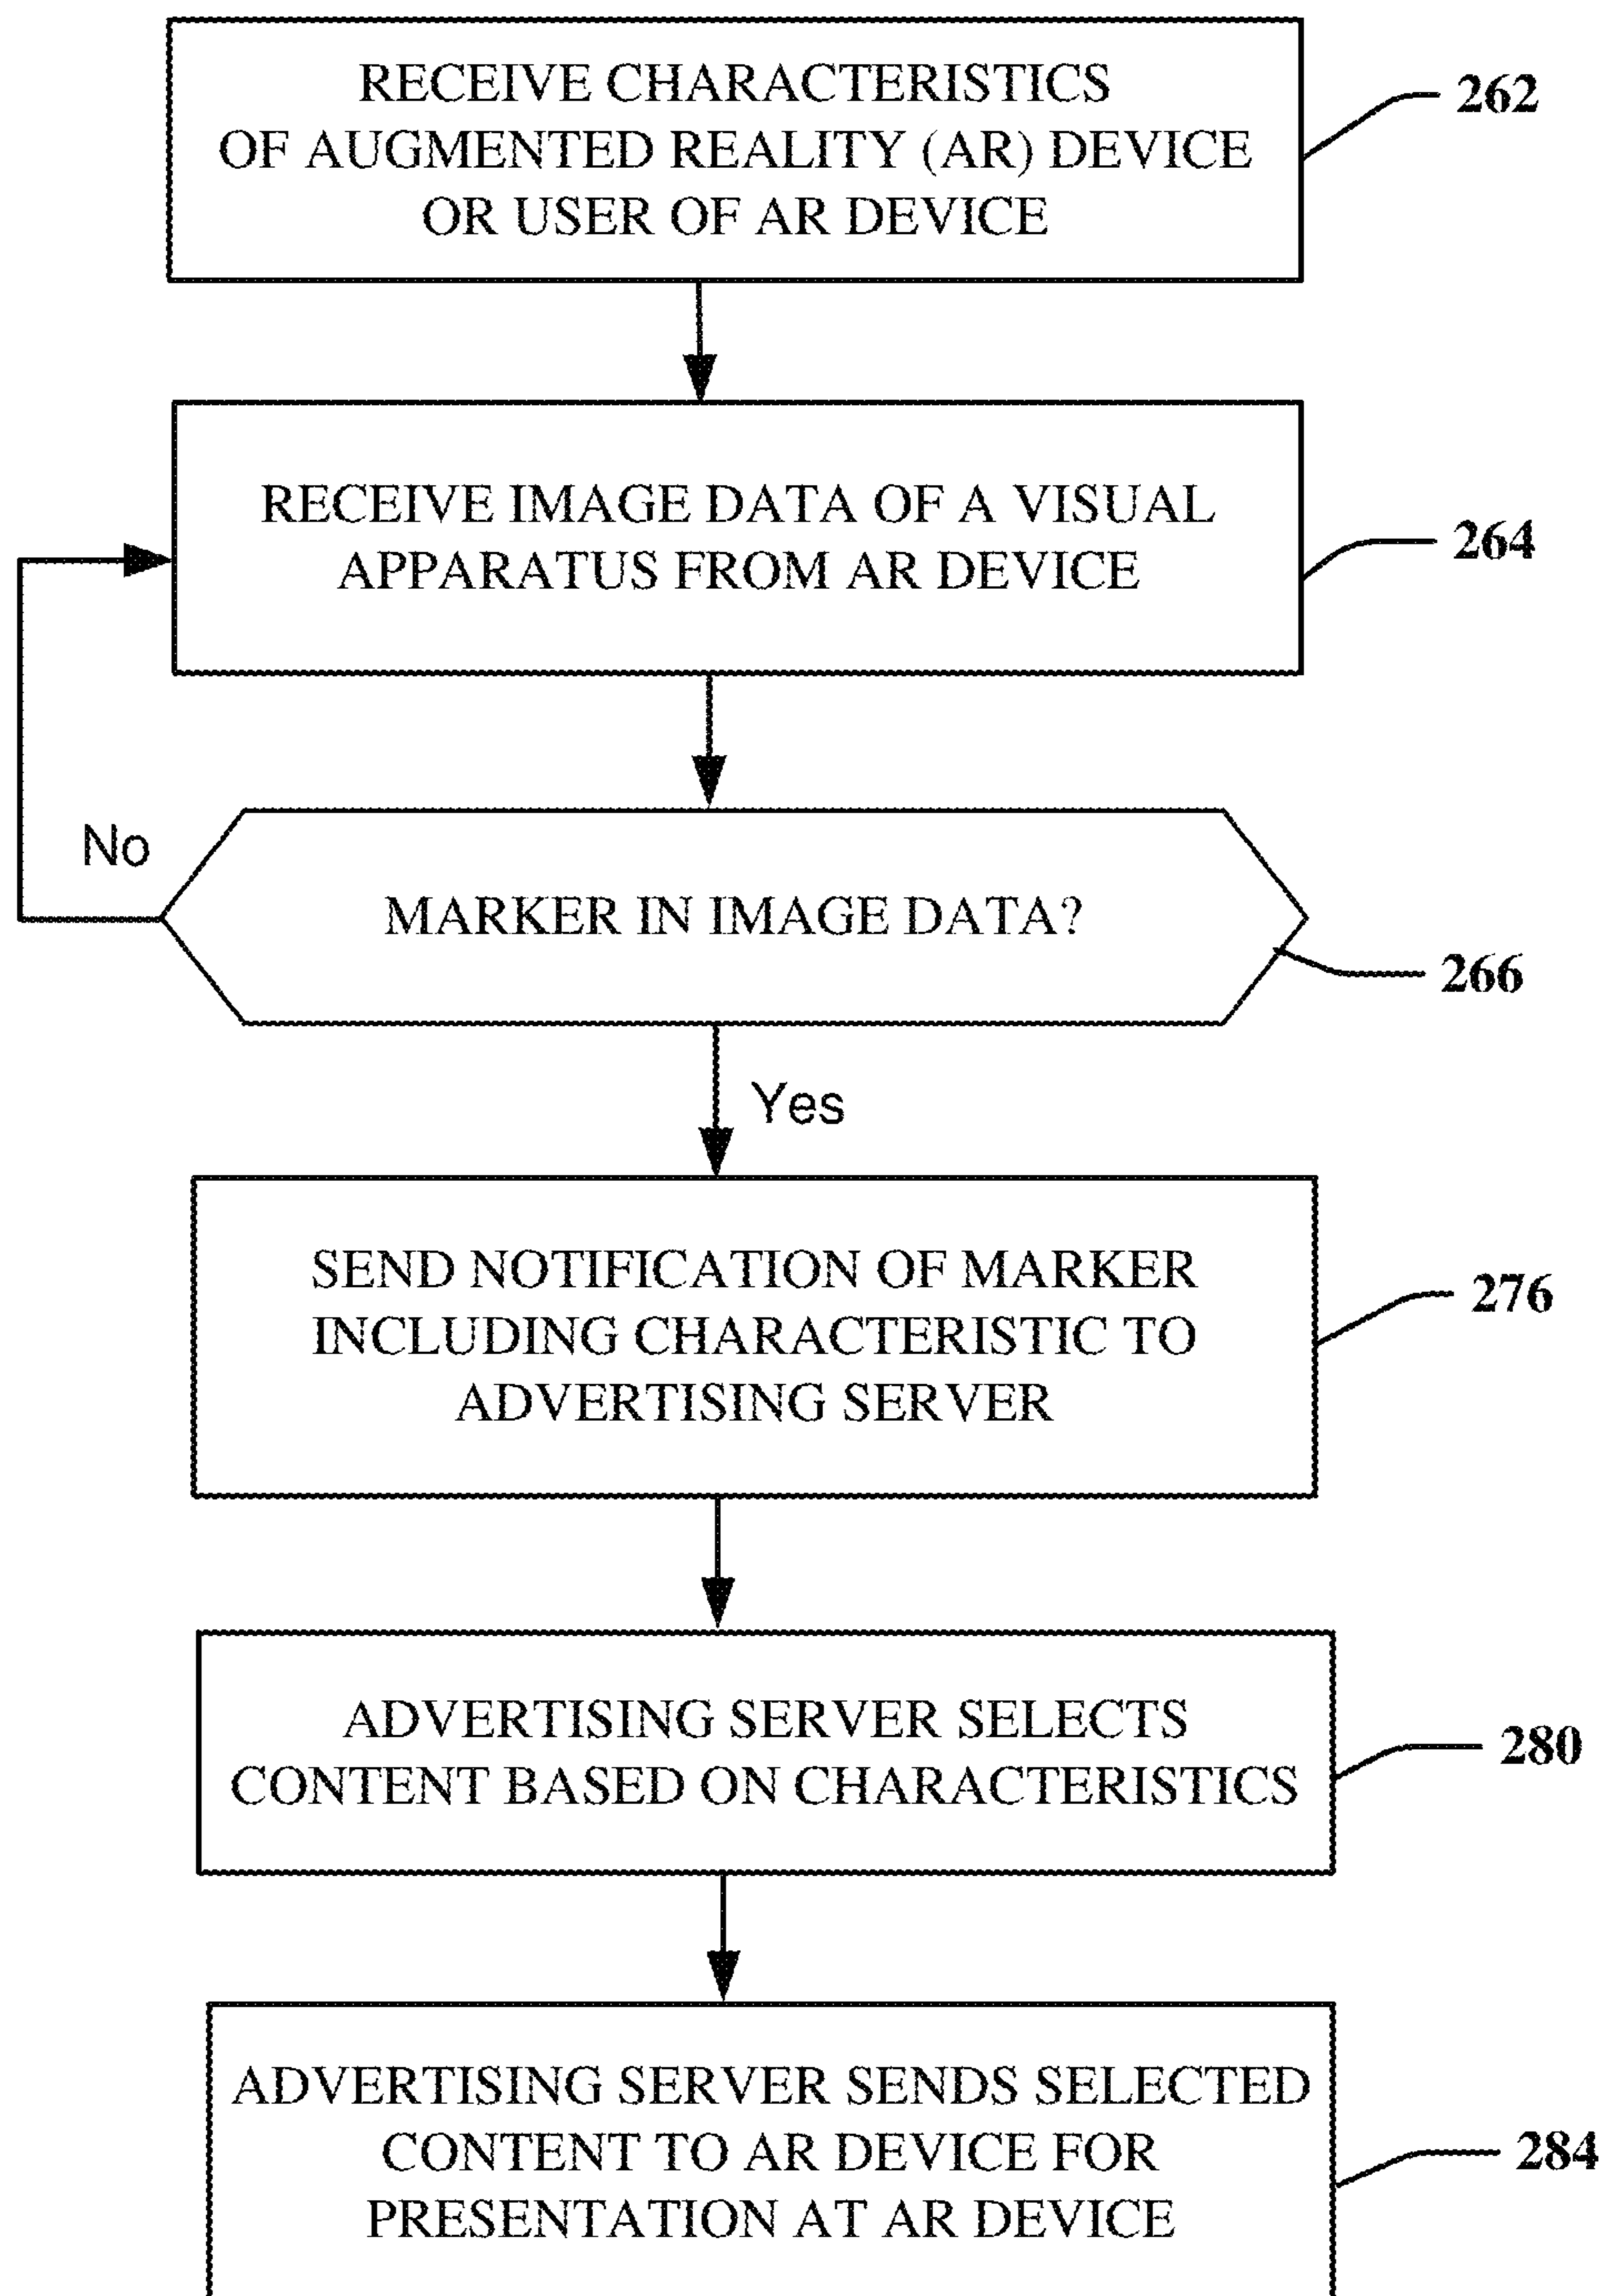 RECEIVE CHARACTERISTICS
OF AUGMENTED REALITY (AR) DEVICE
OR USER OF AR DEVICE
262
RECEIVE IMAGE DATA OF A VISUAL
APPARATUS FROM AR DEVICE
264
No
MARKER IN IMAGE DATA?
266
Yes
SEND NOTIFICATION OF MARKER
INCLUDING CHARACTERISTIC TO
ADVERTISING SERVER
276
ADVERTISING SERVER SELECTS
CONTENT BASED ON CHARACTERISTICS
280
ADVERTISING SERVER SENDS SELECTED
CONTENT TO AR DEVICE FOR
PRESENTATION AT AR DEVICE
284